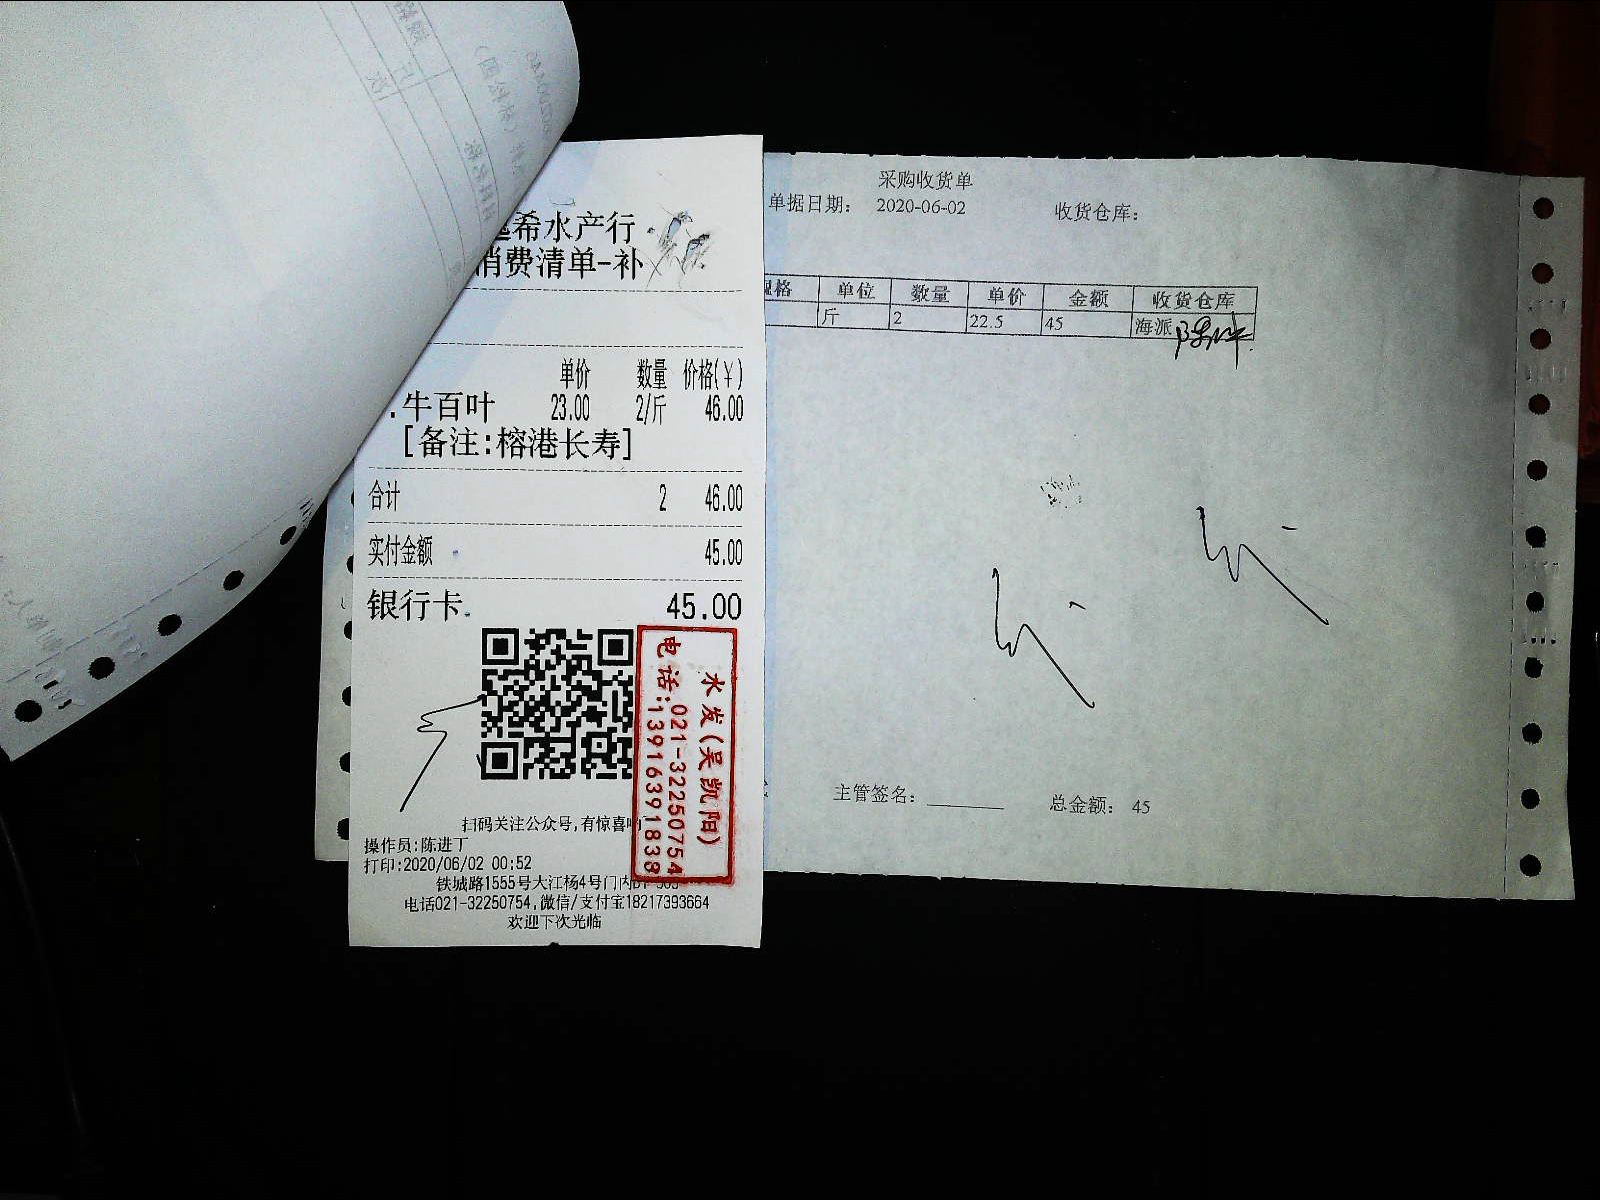 希水产行
消费清单-补
单价 数量 价格(￥)
.牛百叶 23.00 2/斤 46.00
[备注:榕港长寿]
合计 2 46.00
实付金额 45.00
银行卡 45.00
水发(吴凯阳)
电话:021-32250754
13916391838
扫码关注公众号,有惊喜
操作员:陈进丁
打印:2020/06/02 00:52
铁城路1555号大江杨4号门内
电话021-32250754,微信/支付宝18217393664
欢迎下次光临
采购收货单
单据日期: 2020-06-02 收货仓库:
规格 单位 数量 单价 金额 收货仓库
斤 2 22.5 45 海派
主管签名: 总金额: 45